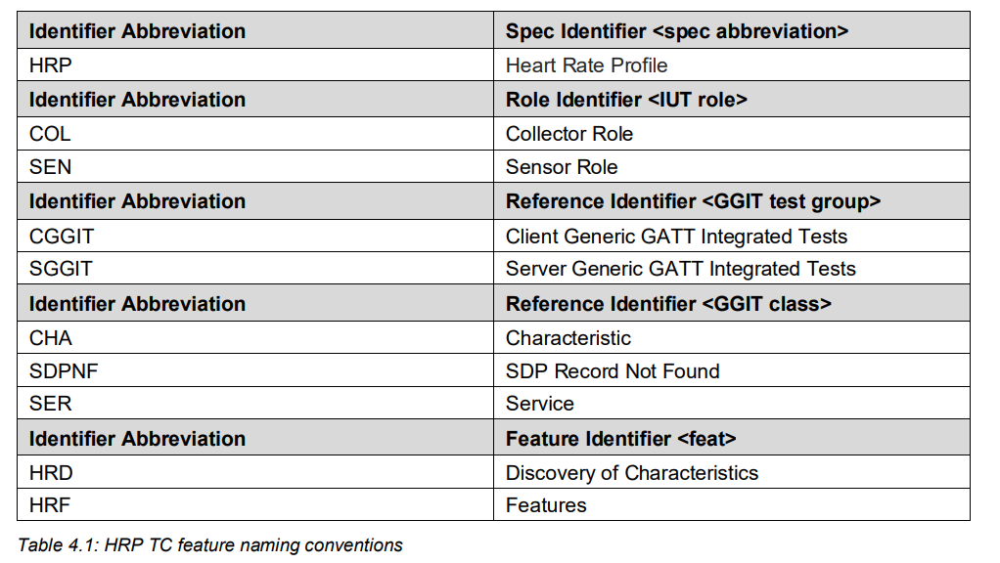 Identifier Abbreviation Spec Identifier <spec abbreviation>
HRP Heart Rate Profile
Identifier Abbreviation Role Identifier <IUT role>
COL Collector Role
SEN Sensor Role
Identifier Abbreviation Reference Identifier <GGIT test group>
CGGIT Client Generic GATT Integrated Tests
SGGIT Server Generic GATT Integrated Tests
Identifier Abbreviation Reference Identifier <GGIT class>
CHA Characteristic
SDPNF SDP Record Not Found
SER Service
Identifier Abbreviation Feature Identifier <feat>
HRD Discovery of Characteristics
HRF Features
Table 4.1: HRP TC feature naming conventions